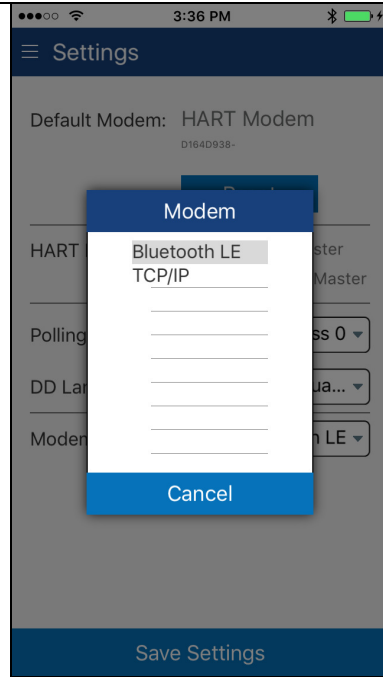 3:36 PM
Settings
Default Modem: HART Modem
D164D938-
Modem
HART
ster
Bluetooth LE
TCP/IP
Master
Polling
ss 0
DD Lar
ua...
Modem
LE
Cancel
Save Settings